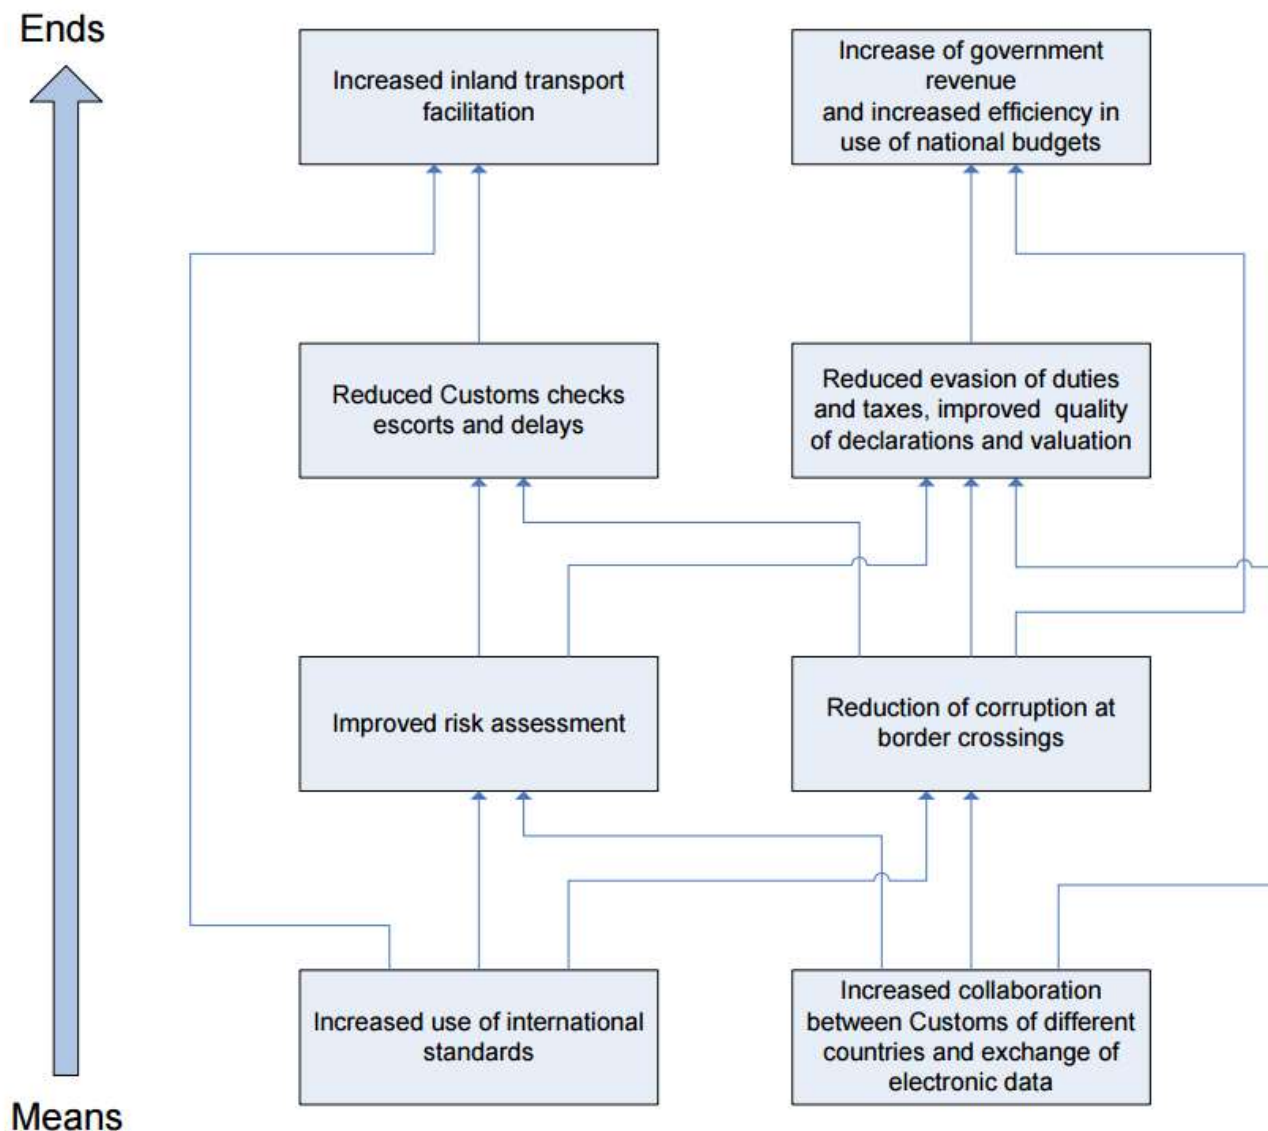 Ends
Increased inland transport
facilitation
Increase of government
revenue
and increased efficiency in
use of national budgets
Reduced Customs checks
escorts and delays
Reduced evasion of duties
and taxes, improved quality
of declarations and valuation
Improved risk assessment
Reduction of corruption at
border crossings
Increased use of international
standards
Increased collaboration
between Customs of different
countries and exchange of
electronic data
Means